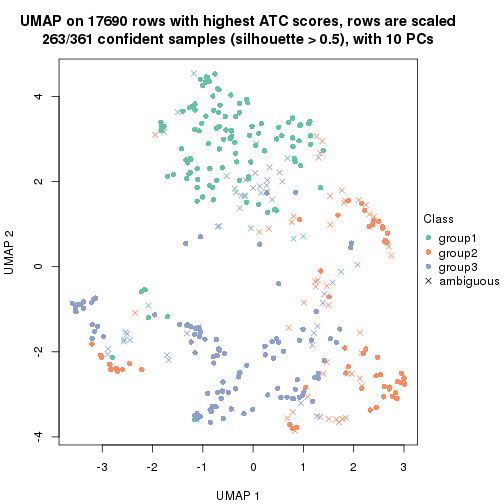 UMAP on 17690 rows with highest ATC scores, rows are scaled
263/361 confident samples (silhouette > 0.5), with 10 PCs
4
2
0
-2
-4
UMAP 2
-3
-2
-1
0
1
2
3
UMAP 1
Class
group1
group2
group3
ambiguous